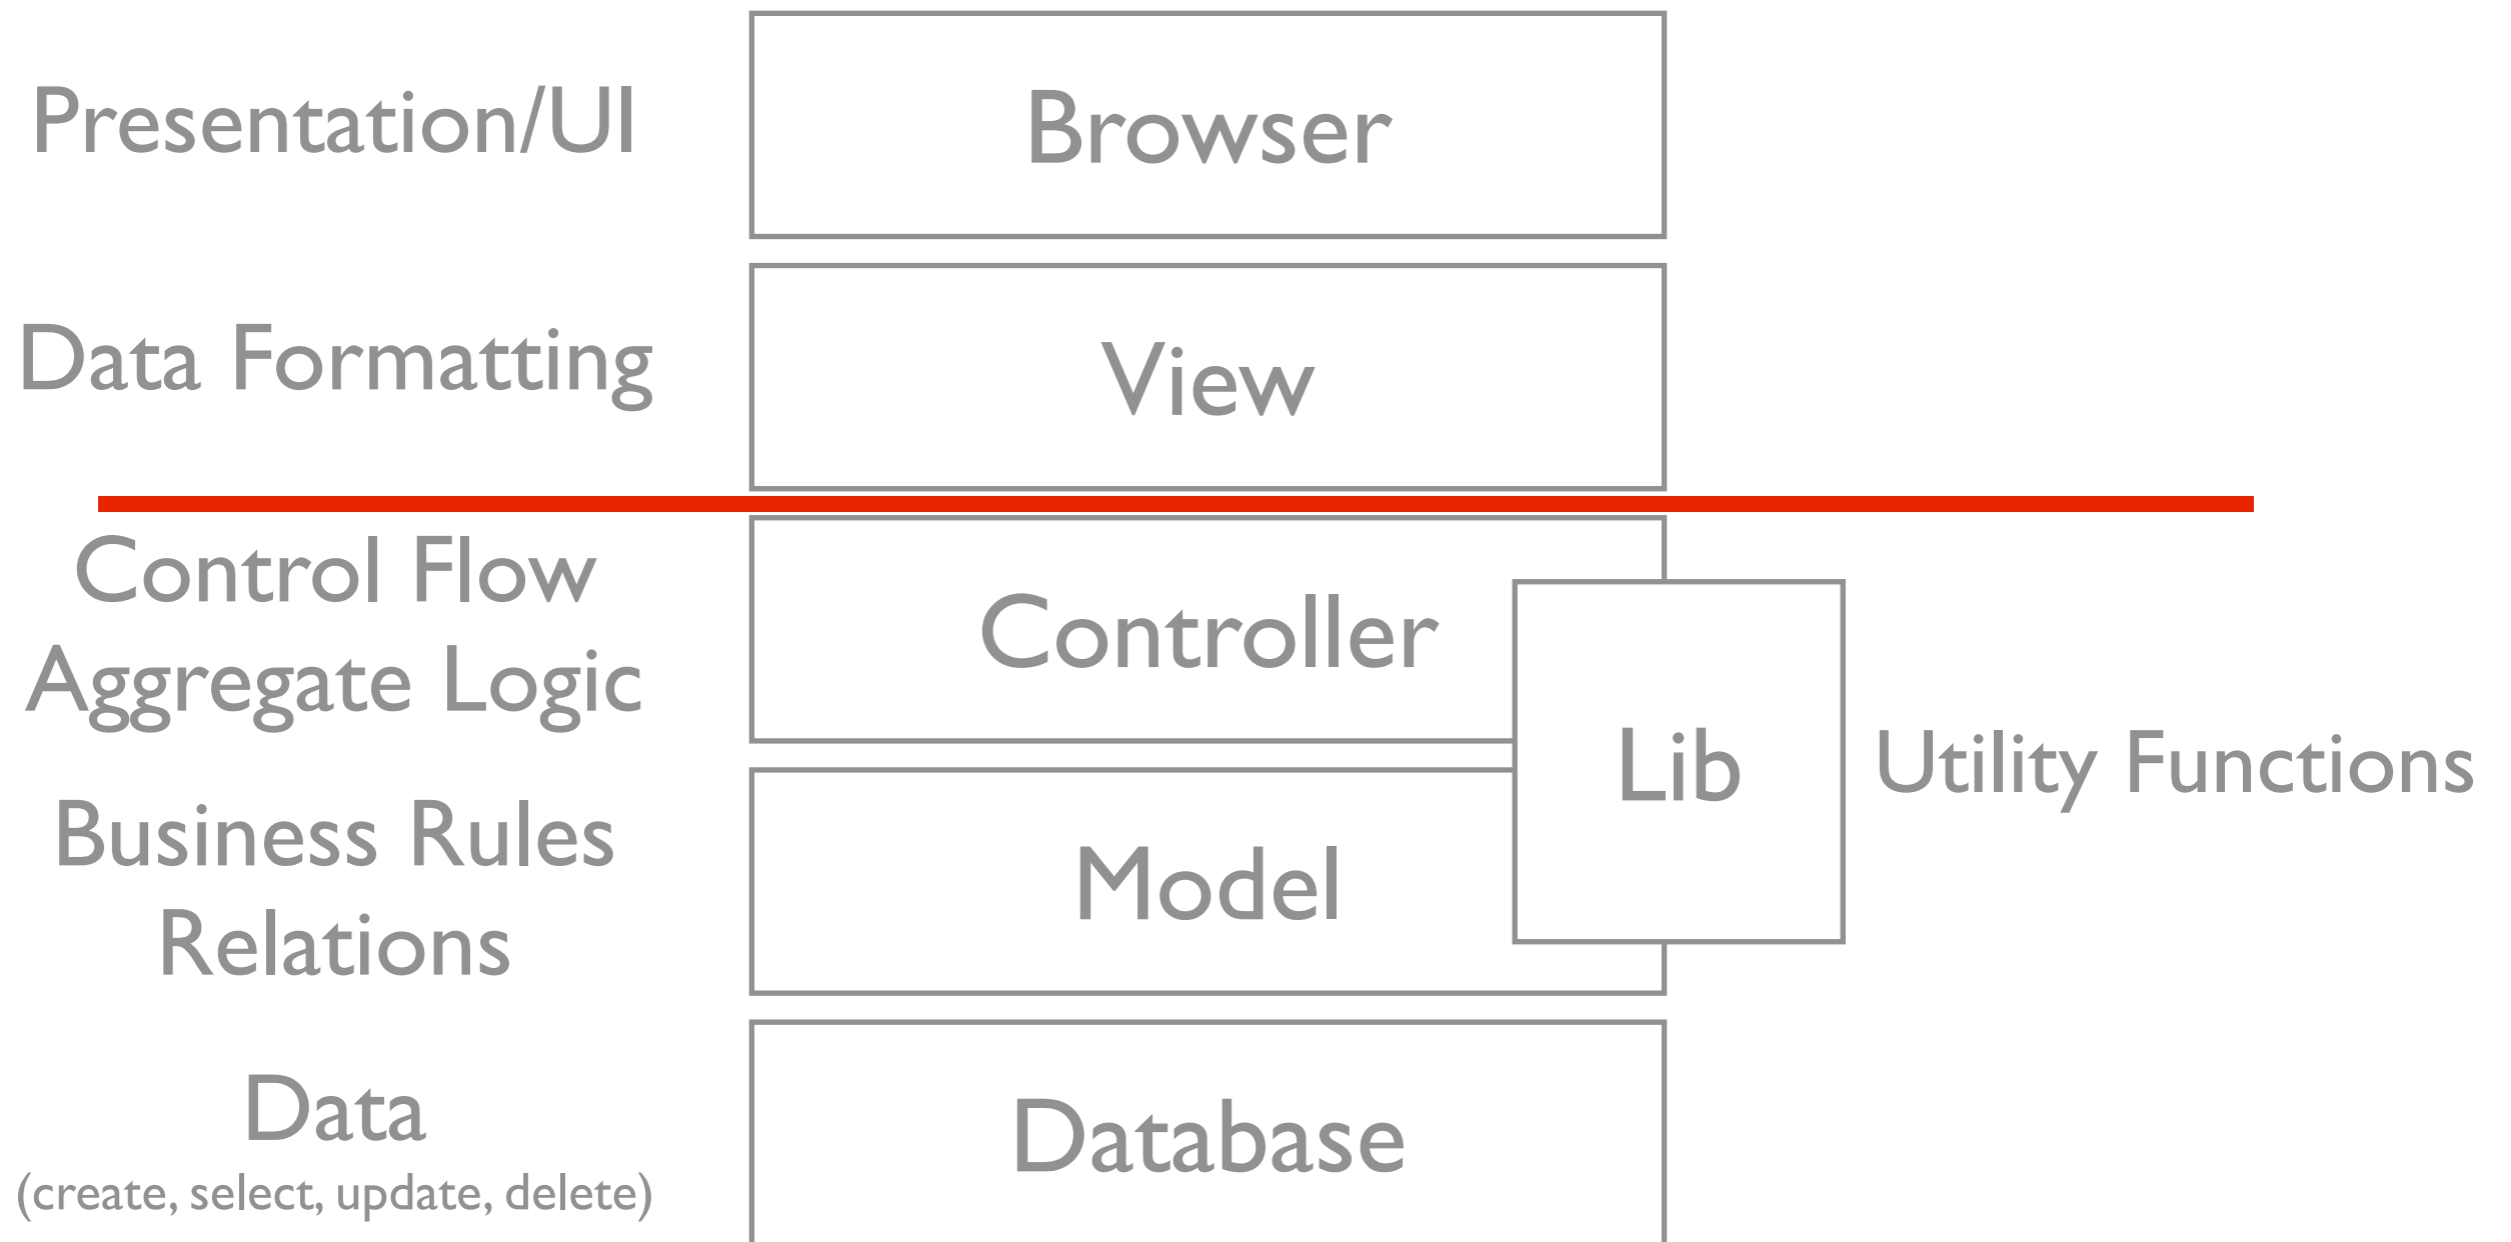 Presentation/UI
Browser
Data Formatting
View
Control Flow
Aggregate Logic
Controller
Lib
Utility Functions
Business Rules
Relations
Model
Data
(create, select, update, delete)
Database